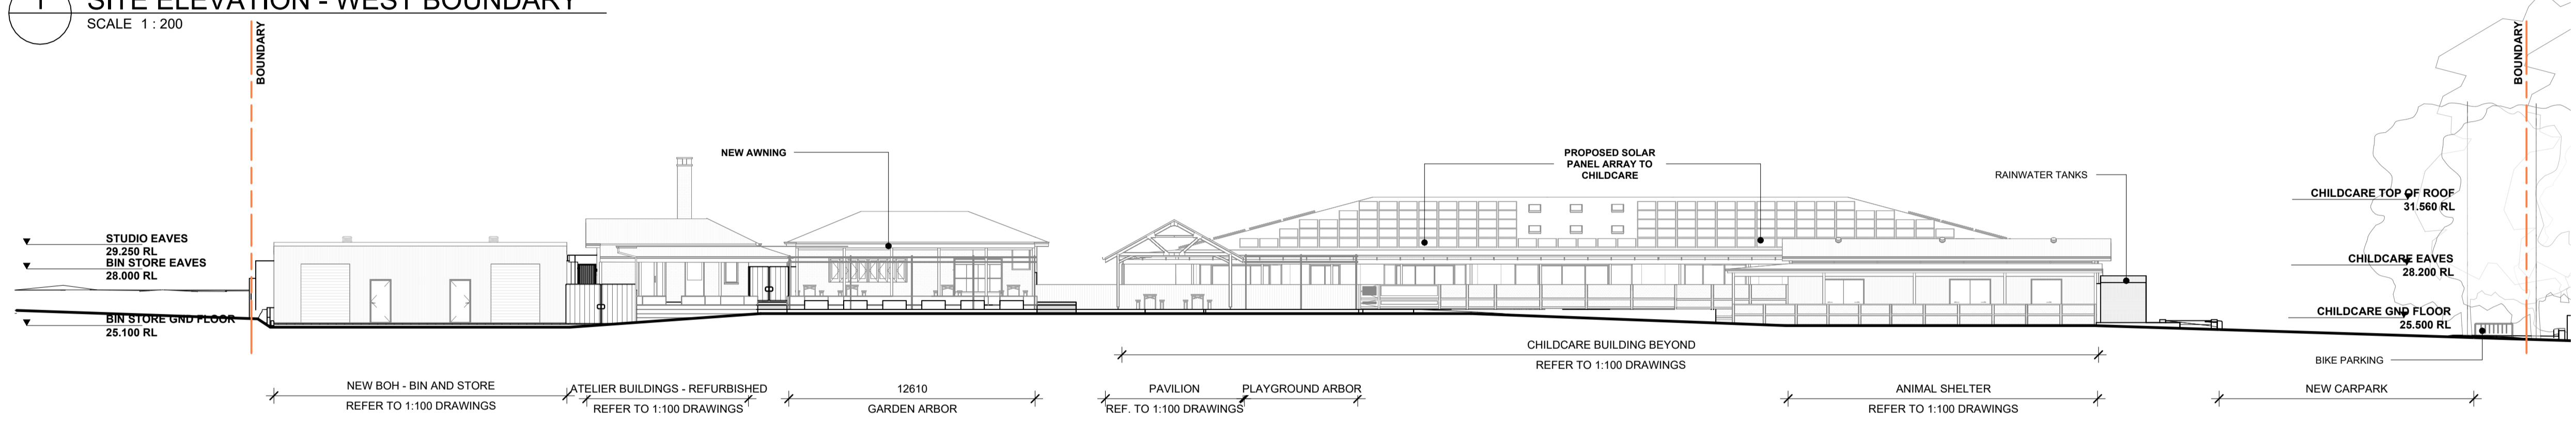 1 SITE ELEVATION - WEST BOUNDARY
SCALE 1 : 200
BOUNDARY
BOUNDARY
NEW AWNING
PROPOSED SOLAR
PANEL ARRAY TO
CHILDCARE
RAINWATER TANKS
CHILDCARE TOP OF ROOF
31.560 RL
STUDIO EAVES
29.250 RL
BIN STORE EAVES
28.000 RL
CHILDCARE EAVES
28.200 RL
BIN STORE GND FLOOR
25.100 RL
CHILDCARE GND FLOOR
25.500 RL
CHILDCARE BUILDING BEYOND
REFER TO 1:100 DRAWINGS
BIKE PARKING
NEW BOH - BIN AND STORE
REFER TO 1:100 DRAWINGS
ATELIER BUILDINGS - REFURBISHED
REFER TO 1:100 DRAWINGS
12610
GARDEN ARBOR
PAVILION
REF. TO 1:100 DRAWINGS
PLAYGROUND ARBOR
ANIMAL SHELTER
REFER TO 1:100 DRAWINGS
NEW CARPARK